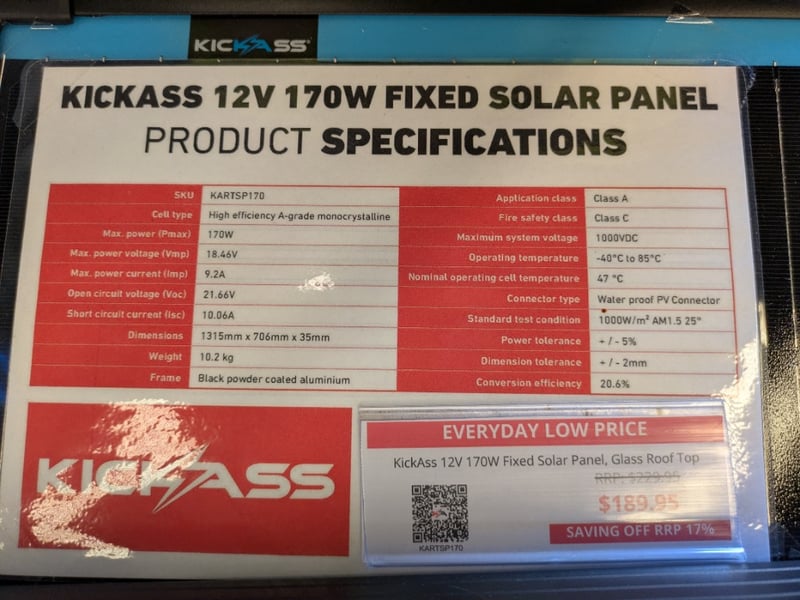 KICKASS
KICKASS 12V 170W FIXED SOLAR PANEL
PRODUCT SPECIFICATIONS
SKU KARTSP170
Cell type High efficiency A-grade monocrystalline
Max. power (Pmax) 170W
Max. power voltage (Vmp) 18.46V
Max. power current (Imp) 9.2A
Open circuit voltage (Voc) 21.66V
Short circuit current (Isc) 10.06A
Dimensions 1315mm x 706mm x 35mm
Weight 10.2 kg
Frame Black powder coated aluminium
Application class Class A
Fire safety class Class C
Maximum system voltage 1000VDC
Operating temperature -40°C to 85°C
Nominal operating cell temperature 47 °C
Connector type Water proof PV Connector
Standard test condition 1000W/m² AM1.5 25°
Power tolerance + / - 5%
Dimension tolerance + / - 2mm
Conversion efficiency 20.6%
KICKASS
EVERYDAY LOW PRICE
KickAss 12V 170W Fixed Solar Panel, Glass Roof Top
RRP: $229.95
$189.95
SAVING OFF RRP 17%
KARTSP170